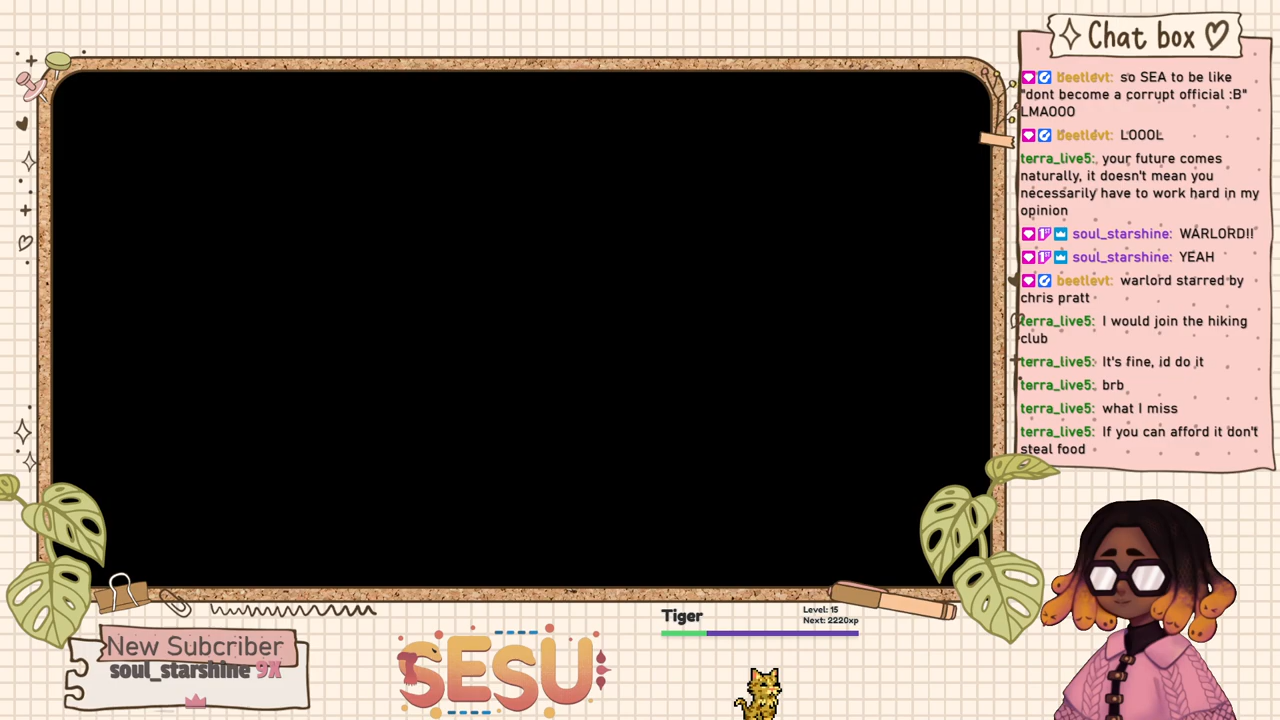 Chat box
beetlevt: so SEA to be like
"dont become a corrupt official :B"
LMAOOO
beetlevt: LOOOL
terra_live5: your future comes
naturally, it doesn't mean you
necessarily have to work hard in my
opinion
soul_starshine: WARLORD!!
soul_starshine: YEAH
beetlevt: warlord starred by
chris pratt
terra_live5: I would join the hiking
club
terra_live5: It's fine, id do it
terra_live5: brb
terra_live5: what I miss
terra_live5: If you can afford it don't
steal food
Tiger
Level: 15
Next: 2220xp
New Subcriber
soul_starshine 9X
SESU